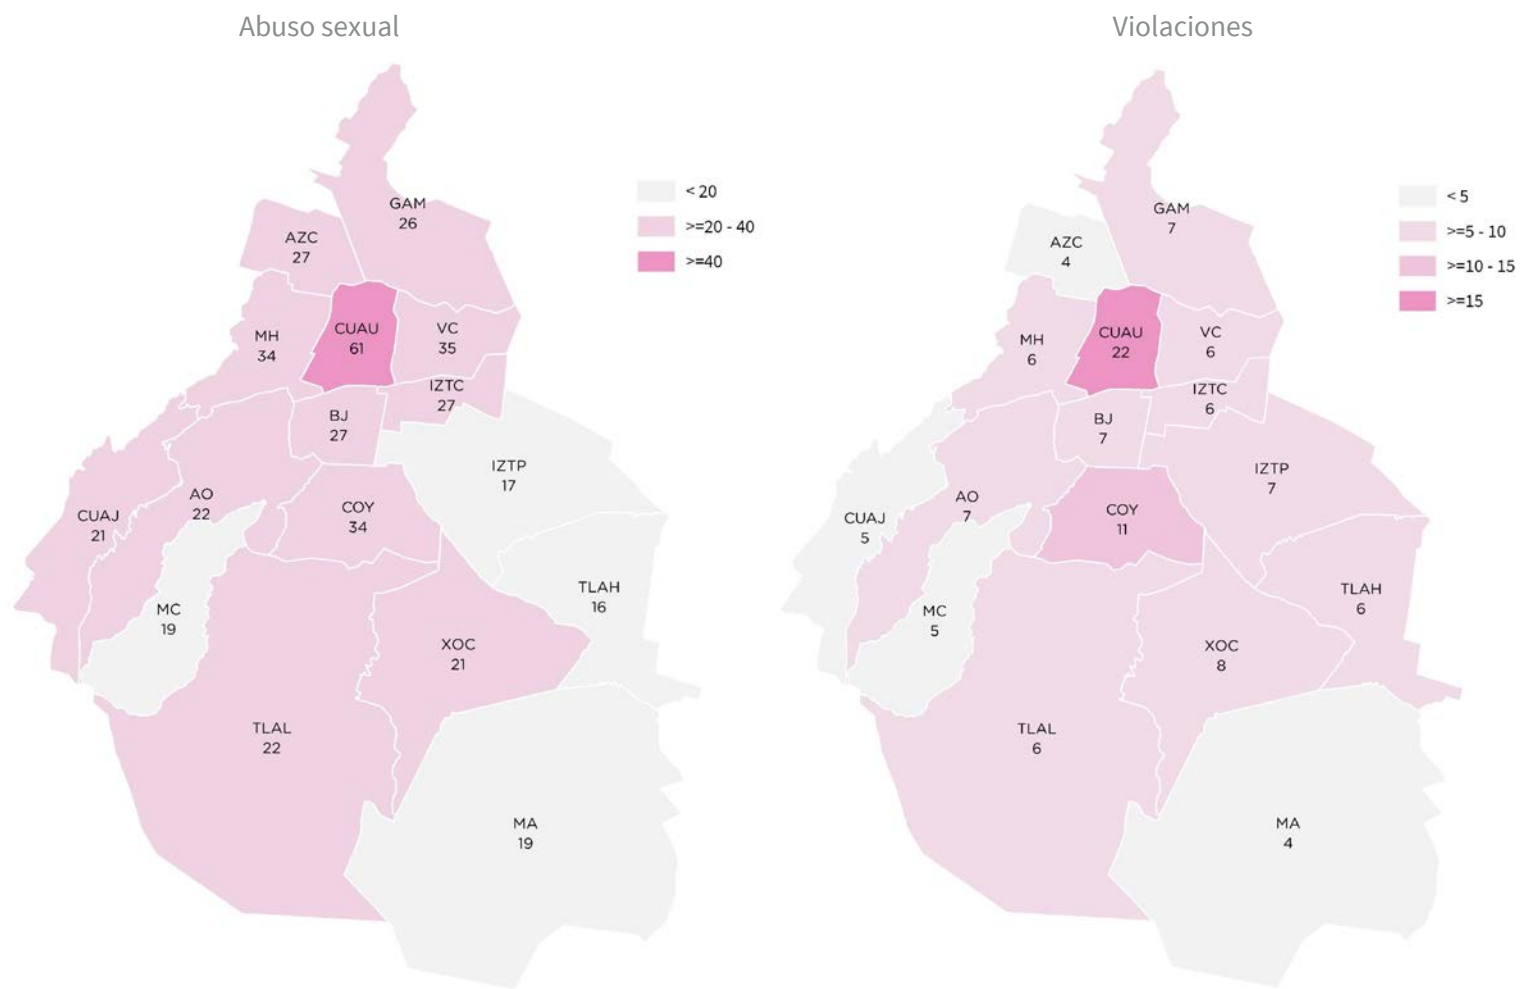 Abuso sexual
GAM
26
AZC
27
MH
34
CUAU
61
VC
35
IZTC
27
BJ
27
IZTP
17
AO
22
CUAJ
21
COY
34
TLAH
16
MC
19
XOC
21
TLAL
22
MA
19
< 20
>=20 - 40
>=40
Violaciones
GAM
7
AZC
4
MH
6
CUAU
22
VC
6
IZTC
6
BJ
7
IZTP
7
AO
7
CUAJ
5
COY
11
TLAH
6
MC
5
XOC
8
TLAL
6
MA
4
< 5
>=5 - 10
>=10 - 15
>=15